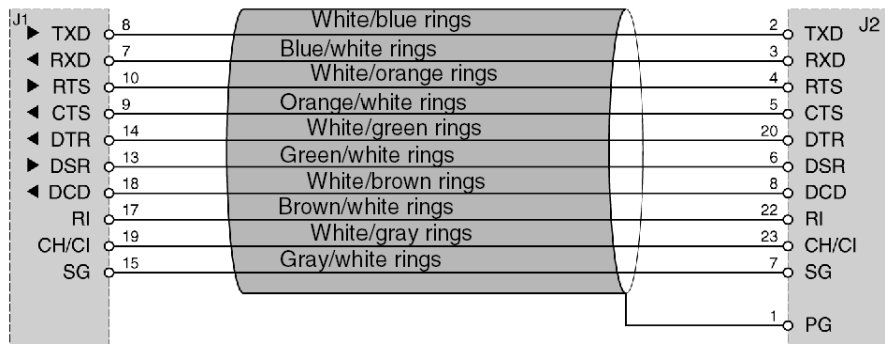 J1 J2
▶ TXD 8 White/blue rings 2 TXD
◀ RXD 7 Blue/white rings 3 RXD
▶ RTS 10 White/orange rings 4 RTS
◀ CTS 9 Orange/white rings 5 CTS
◀ DTR 14 White/green rings 20 DTR
▶ DSR 13 Green/white rings 6 DSR
◀ DCD 18 White/brown rings 8 DCD
RI 17 Brown/white rings 22 RI
CH/CI 19 White/gray rings 23 CH/CI
SG 15 Gray/white rings 7 SG
1 PG